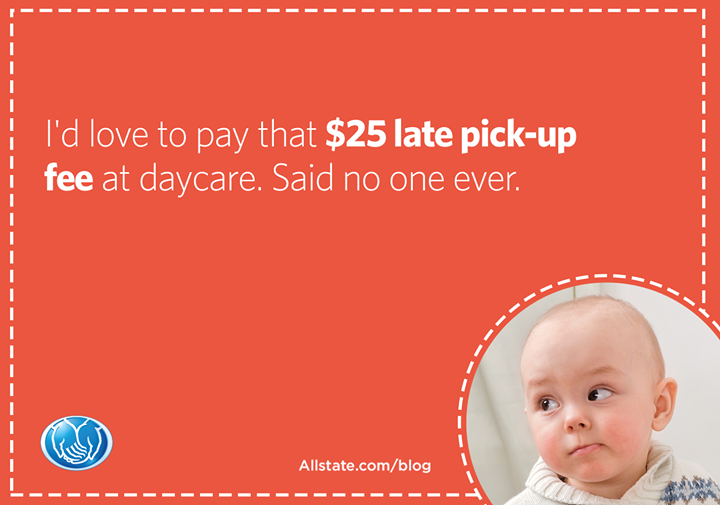 I'd love to pay that $25 late pick-up
fee at daycare. Said no one ever.
Allstate.com/blog